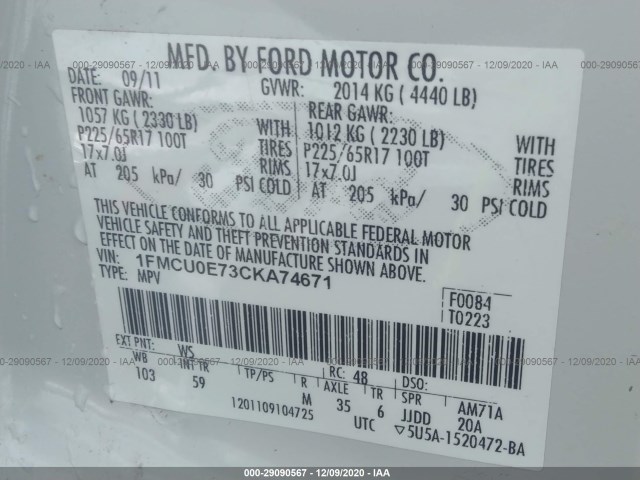 000-29090567 - 12/09/2020 - IAA
MFD. BY FORD MOTOR CO.
DATE: 09/11 GVWR: 2014 KG ( 4440 LB)
FRONT GAWR: REAR GAWR:
1057 KG ( 2330 LB) WITH 1012 KG ( 2230 LB) WITH
P225/65R17 100T TIRES P225/65R17 100T TIRES
17x7.0J RIMS 17x7.0J RIMS
AT 205 kPa/ 30 PSI COLD AT 205 kPa/ 30 PSI COLD
THIS VEHICLE CONFORMS TO ALL APPLICABLE FEDERAL MOTOR
VEHICLE SAFETY AND THEFT PREVENTION STANDARDS IN
EFFECT ON THE DATE OF MANUFACTURE SHOWN ABOVE.
VIN: 1FMCU0E73CKA74671
TYPE: MPV
F0084
T0223
EXT PNT: WS RC: 48 DSO:
WB INT TR TP/PS R AXLE TR SPR AM71A
103 59 M 35 6 JJDD 20A
1201109104725 UTC ▽5U5A-1520472-BA
000-29090567 - 12/09/2020 - IAA